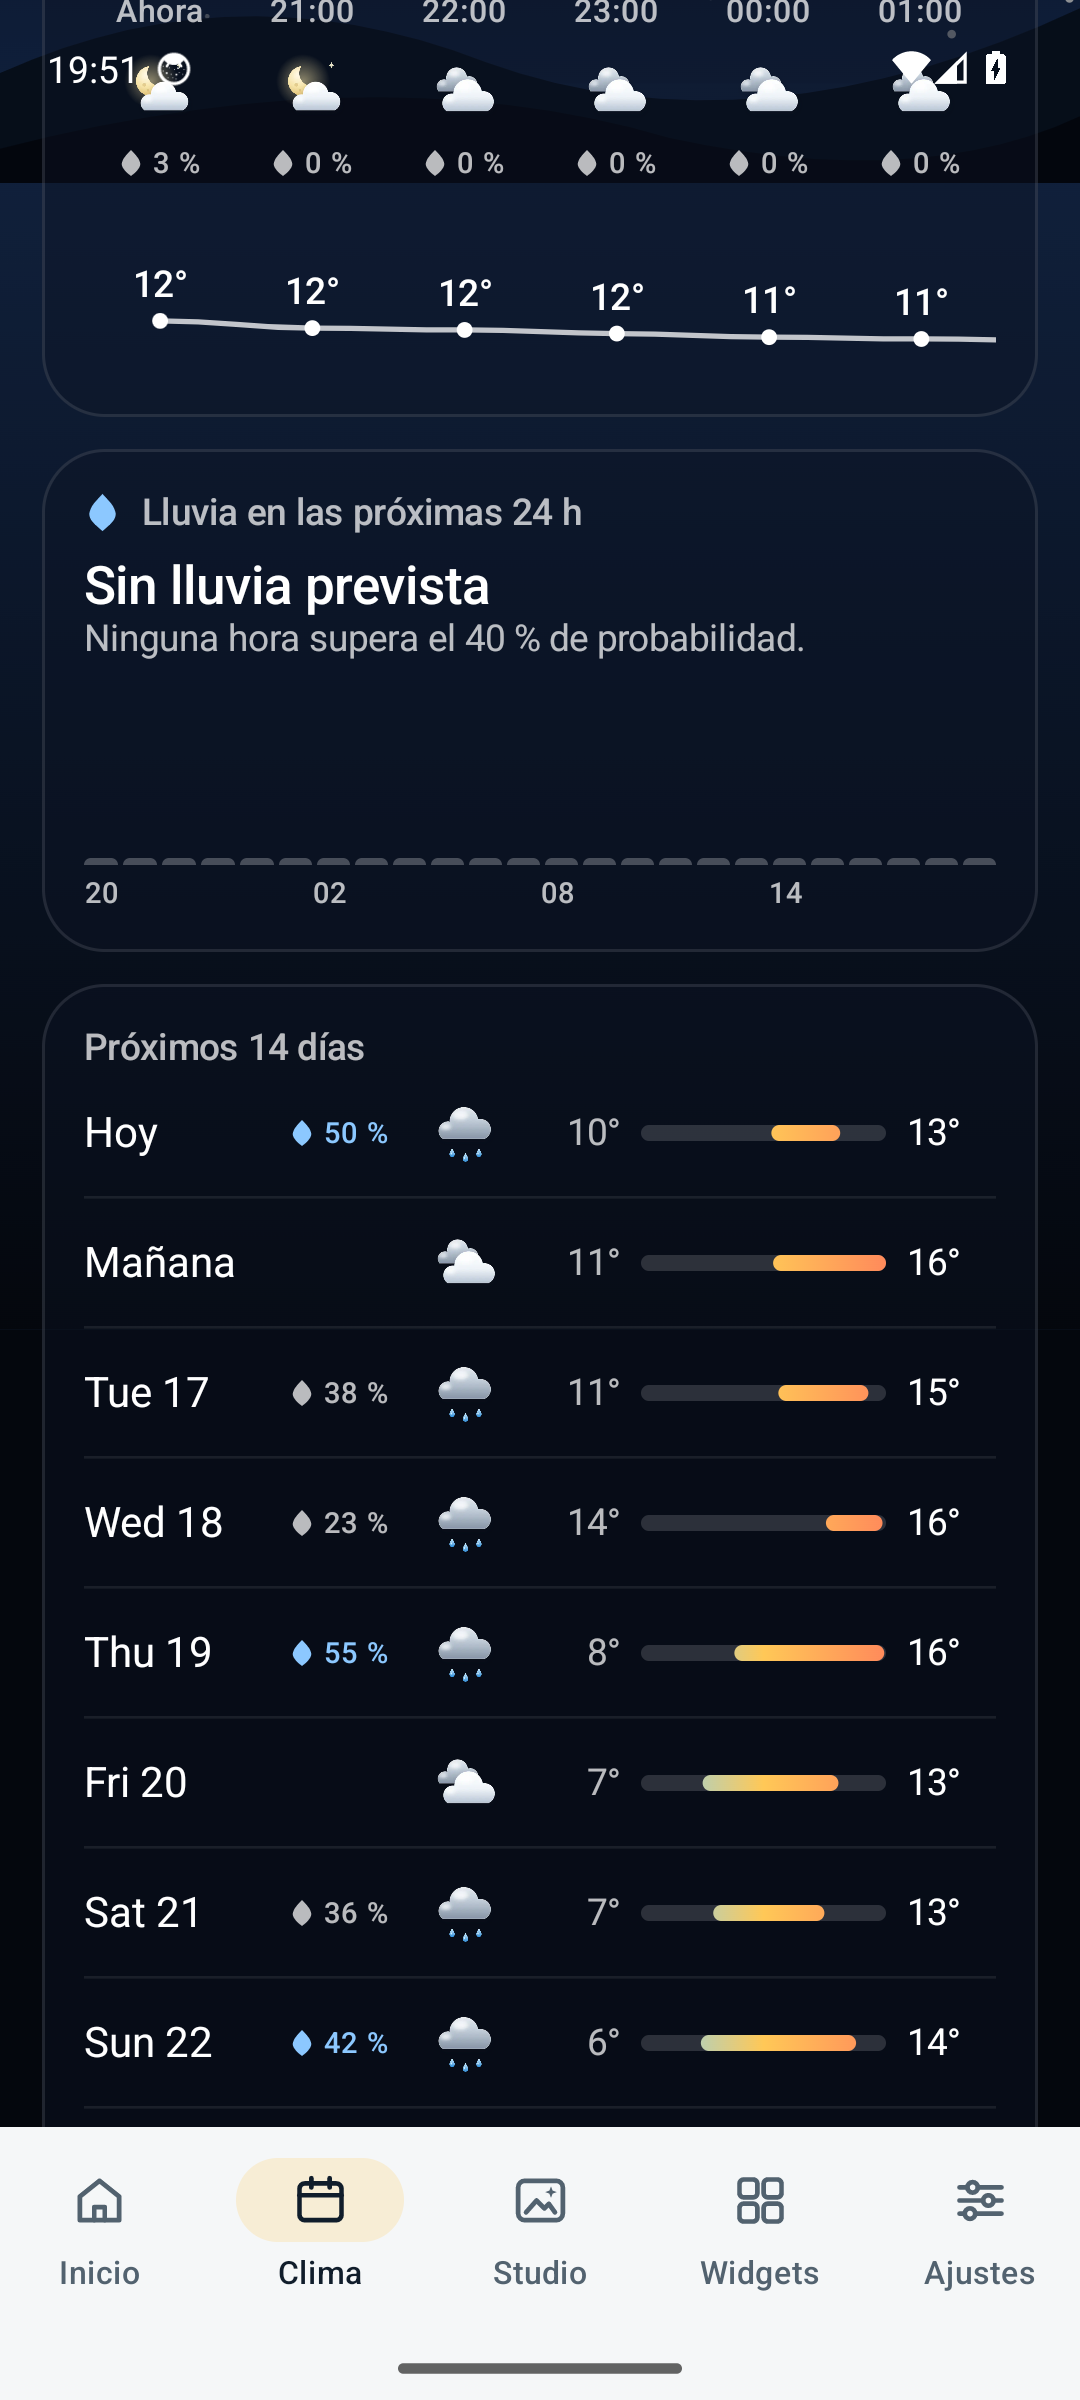 Ahora 21:00 22:00 23:00 00:00 01:00
19:51
3 % 0 % 0 % 0 % 0 % 0 %
12° 12° 12° 12° 11° 11°
Lluvia en las próximas 24 h
Sin lluvia prevista
Ninguna hora supera el 40 % de probabilidad.
20 02 08 14
Próximos 14 días
Hoy 50 % 10° 13°
Mañana 11° 16°
Tue 17 38 % 11° 15°
Wed 18 23 % 14° 16°
Thu 19 55 % 8° 16°
Fri 20 7° 13°
Sat 21 36 % 7° 13°
Sun 22 42 % 6° 14°
Inicio Clima Studio Widgets Ajustes